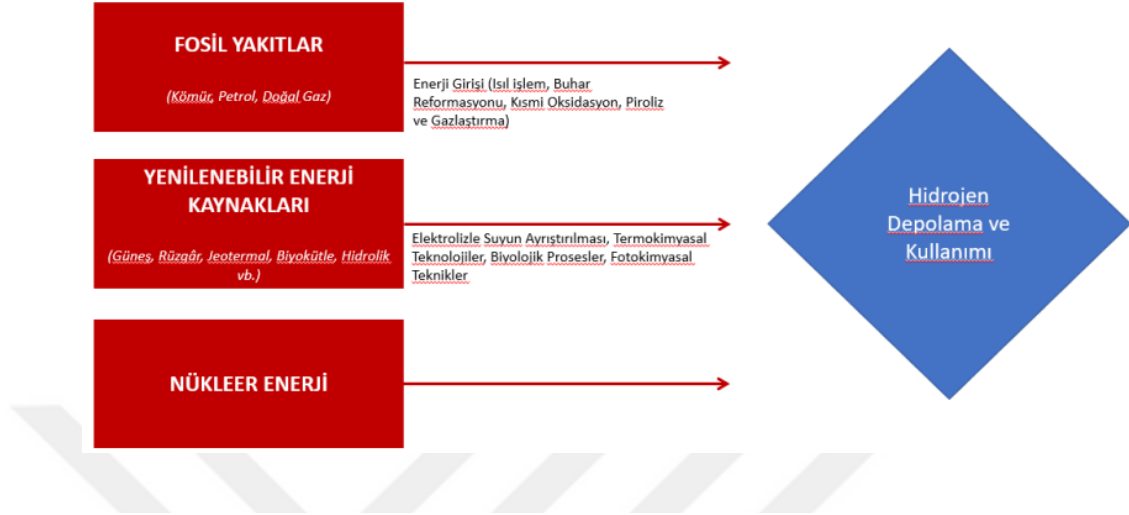 FOSİL YAKITLAR
(Kömür, Petrol, Doğal Gaz)
Enerji Girişi (Isıl işlem, Buhar
Reformasyonu, Kısmi Oksidasyon, Piroliz
ve Gazlaştırma)
YENİLENEBİLİR ENERJİ
KAYNAKLARI
(Güneş, Rüzgâr, Jeotermal, Biyokütle, Hidrolik
vb.)
Elektrolizle Suyun Ayrıştırılması, Termokimyasal
Teknolojiler, Biyolojik Prosesler, Fotokimyasal
Teknikler
NÜKLEER ENERJİ
Hidrojen
Depolama ve
Kullanımı